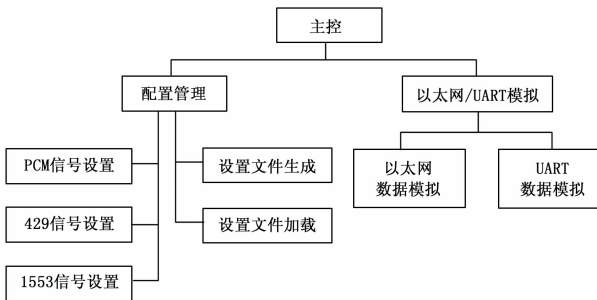 主控
配置管理
以太网/UART模拟
PCM信号设置
设置文件生成
以太网
数据模拟
UART
数据模拟
429信号设置
设置文件加载
1553信号设置